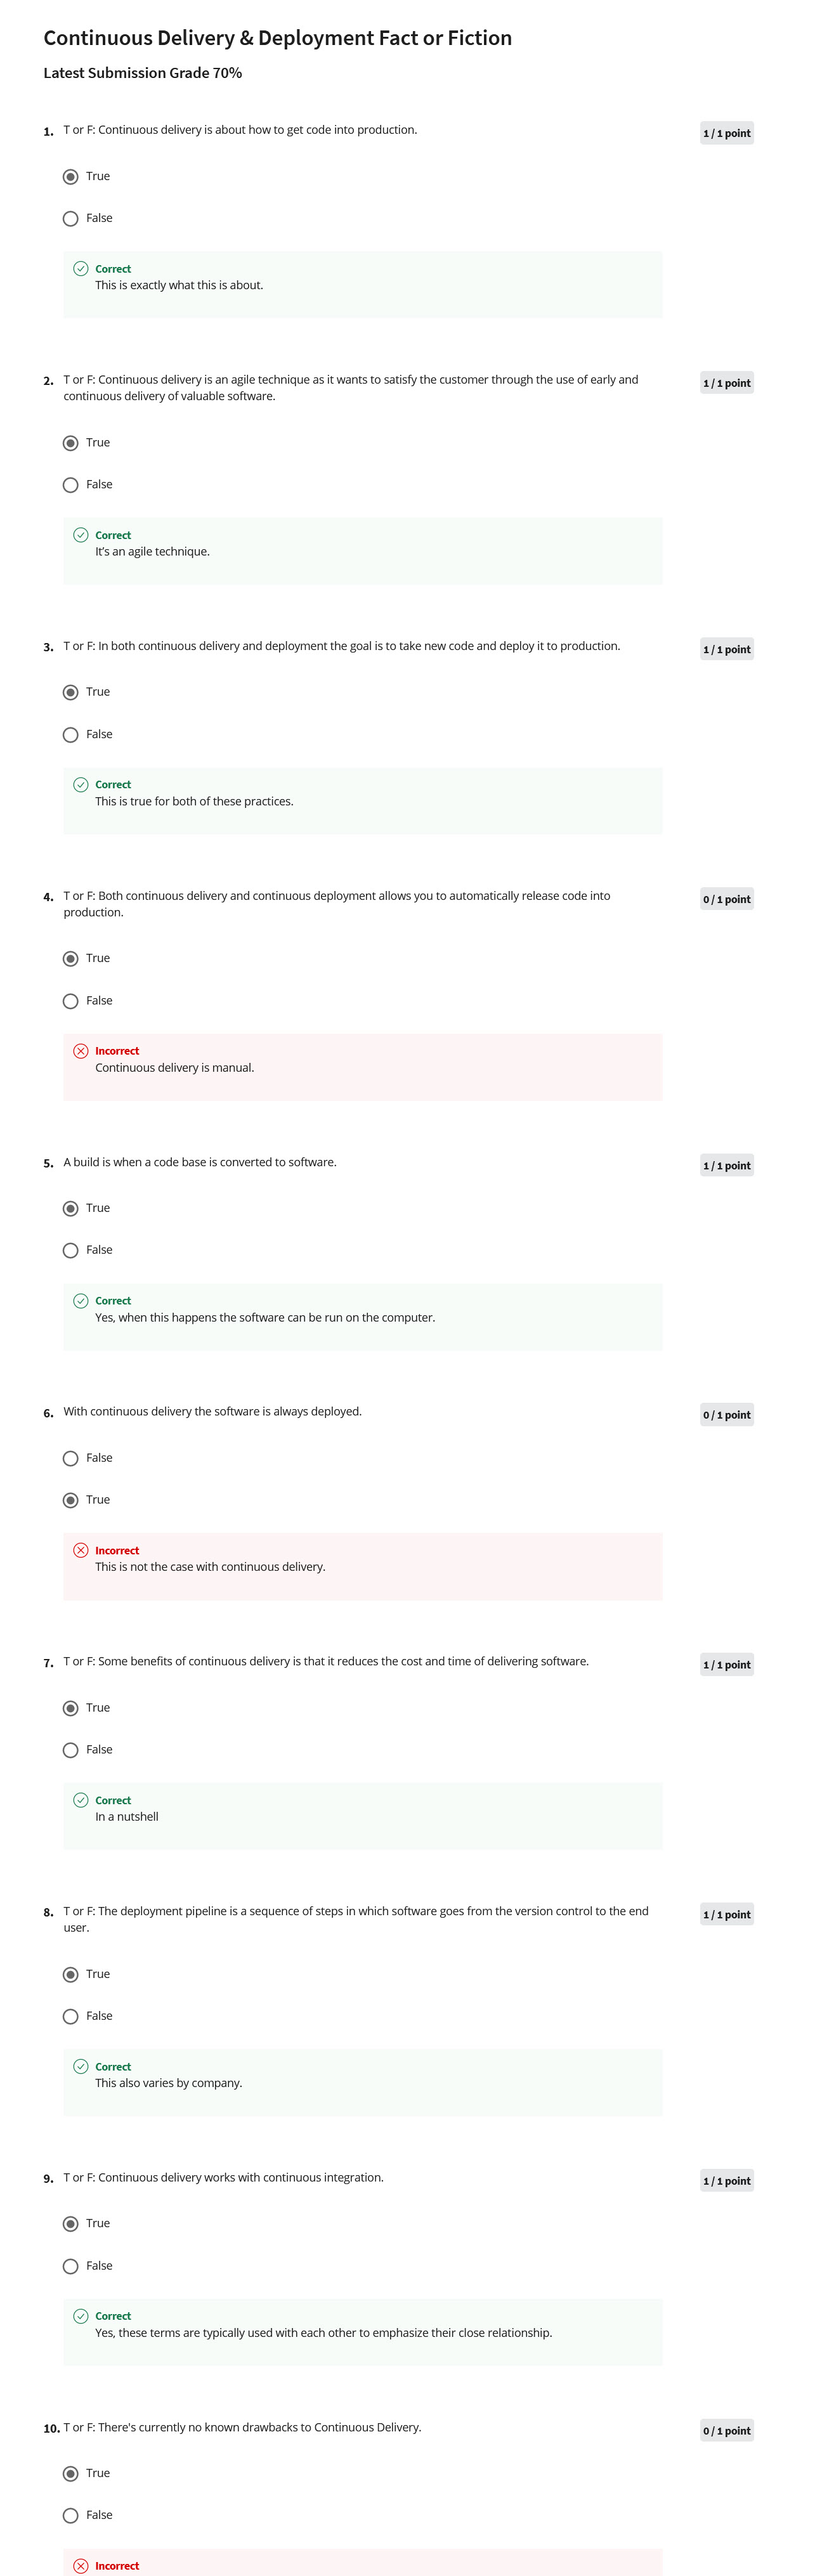 Continuous Delivery & Deployment Fact or Fiction
Latest Submission Grade 70%
1. T or F: Continuous delivery is about how to get code into production.
1 / 1 point
True
False
Correct
This is exactly what this is about.
2. T or F: Continuous delivery is an agile technique as it wants to satisfy the customer through the use of early and
continuous delivery of valuable software.
1 / 1 point
True
False
Correct
It's an agile technique.
3. T or F: In both continuous delivery and deployment the goal is to take new code and deploy it to production.
1 / 1 point
True
False
Correct
This is true for both of these practices.
4. T or F: Both continuous delivery and continuous deployment allows you to automatically release code into
production.
0 / 1 point
True
False
Incorrect
Continuous delivery is manual.
5. A build is when a code base is converted to software.
1 / 1 point
True
False
Correct
Yes, when this happens the software can be run on the computer.
6. With continuous delivery the software is always deployed.
0 / 1 point
False
True
Incorrect
This is not the case with continuous delivery.
7. T or F: Some benefits of continuous delivery is that it reduces the cost and time of delivering software.
1 / 1 point
True
False
Correct
In a nutshell
8. T or F: The deployment pipeline is a sequence of steps in which software goes from the version control to the end
user.
1 / 1 point
True
False
Correct
This also varies by company.
9. T or F: Continuous delivery works with continuous integration.
1 / 1 point
True
False
Correct
Yes, these terms are typically used with each other to emphasize their close relationship.
10. T or F: There's currently no known drawbacks to Continuous Delivery.
0 / 1 point
True
False
Incorrect